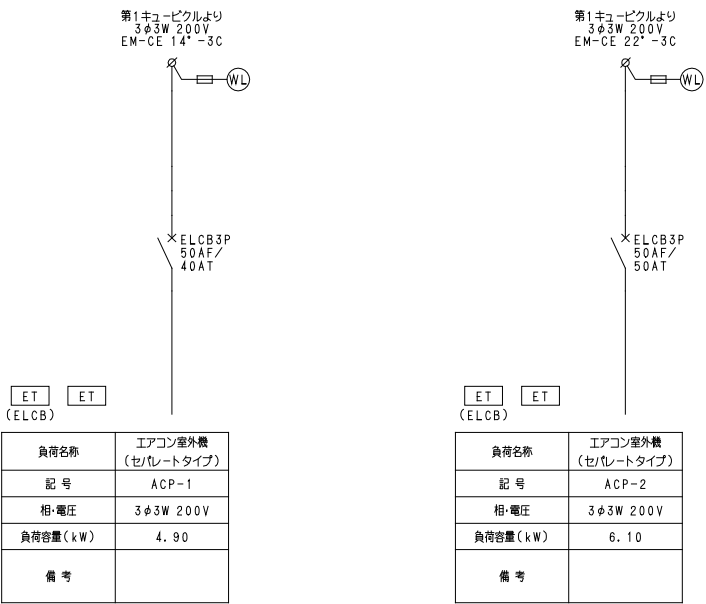 第1キュービクルより
3φ3W 200V
EM-CE 14°-3C
WL
ELCB3P
50AF/
40AT
ET ET
(ELCB)
負荷名称 エアコン室外機
(セパレートタイプ)
記 号 ACP-1
相・電圧 3φ3W 200V
負荷容量(kW) 4.90
備 考
第1キュービクルより
3φ3W 200V
EM-CE 22°-3C
WL
ELCB3P
50AF/
50AT
ET ET
(ELCB)
負荷名称 エアコン室外機
(セパレートタイプ)
記 号 ACP-2
相・電圧 3φ3W 200V
負荷容量(kW) 6.10
備 考